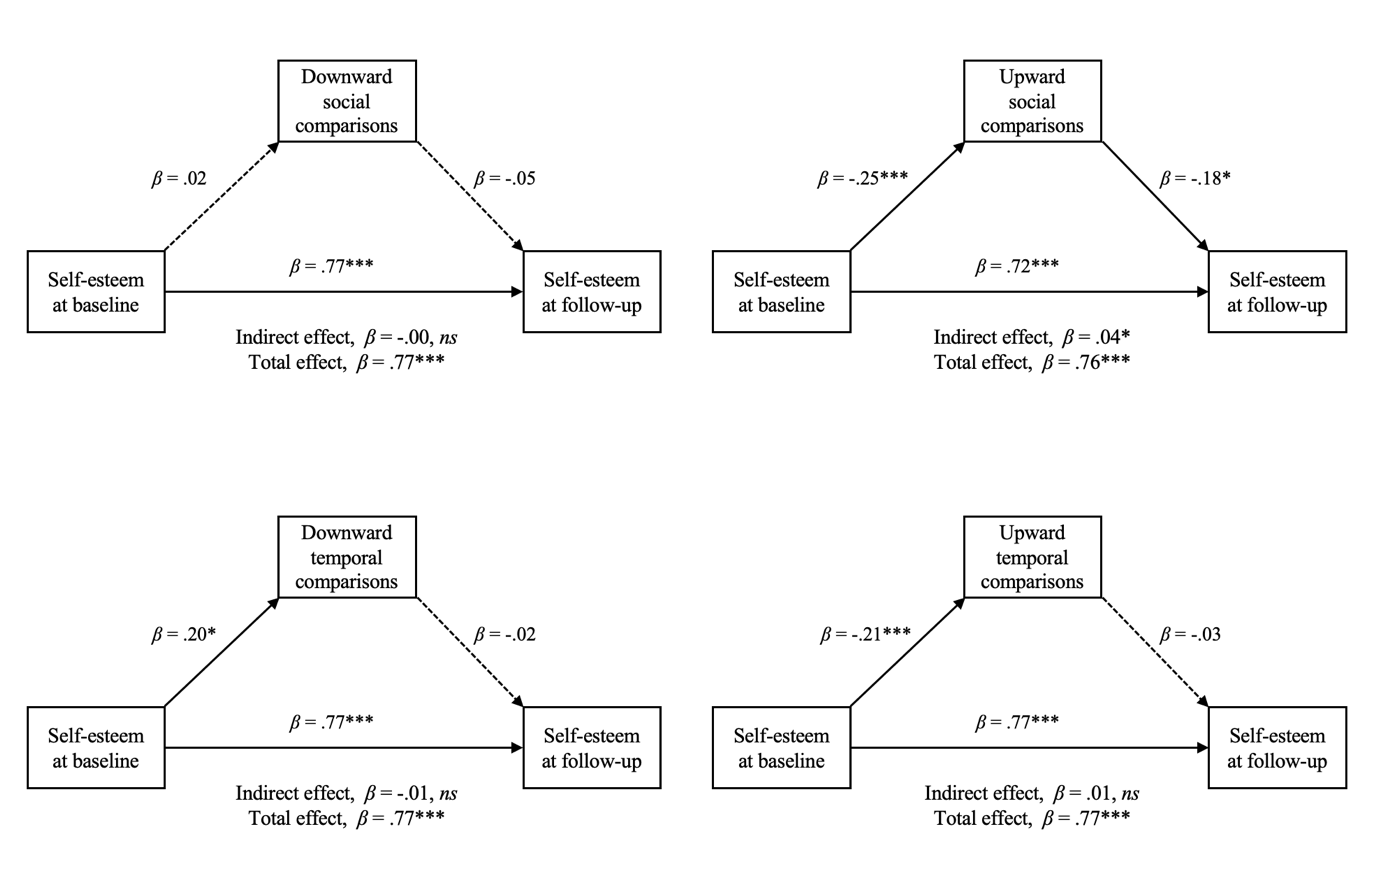 Downward
social
comparisons
β = .02
β = -.05
Self-esteem
at baseline
β = .77***
Self-esteem
at follow-up
Indirect effect, β = -.00, ns
Total effect, β = .77***
Upward
social
comparisons
β = -.25***
β = -.18*
Self-esteem
at baseline
β = .72***
Self-esteem
at follow-up
Indirect effect, β = .04*
Total effect, β = .76***
Downward
temporal
comparisons
β = .20*
β = -.02
Self-esteem
at baseline
β = .77***
Self-esteem
at follow-up
Indirect effect, β = -.01, ns
Total effect, β = .77***
Upward
temporal
comparisons
β = -.21***
β = -.03
Self-esteem
at baseline
β = .77***
Self-esteem
at follow-up
Indirect effect, β = .01, ns
Total effect, β = .77***